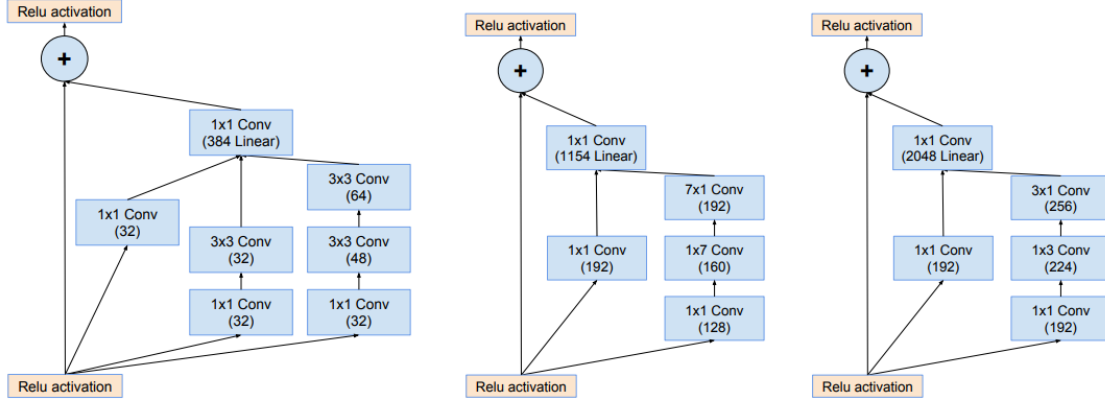 Relu activation
+
1x1 Conv
(384 Linear)
3x3 Conv
(64)
1x1 Conv
(32)
3x3 Conv
(32)
3x3 Conv
(48)
1x1 Conv
(32)
1x1 Conv
(32)
Relu activation
Relu activation
+
1x1 Conv
(1154 Linear)
7x1 Conv
(192)
1x1 Conv
(192)
1x7 Conv
(160)
1x1 Conv
(128)
Relu activation
Relu activation
+
1x1 Conv
(2048 Linear)
3x1 Conv
(256)
1x1 Conv
(192)
1x3 Conv
(224)
1x1 Conv
(192)
Relu activation